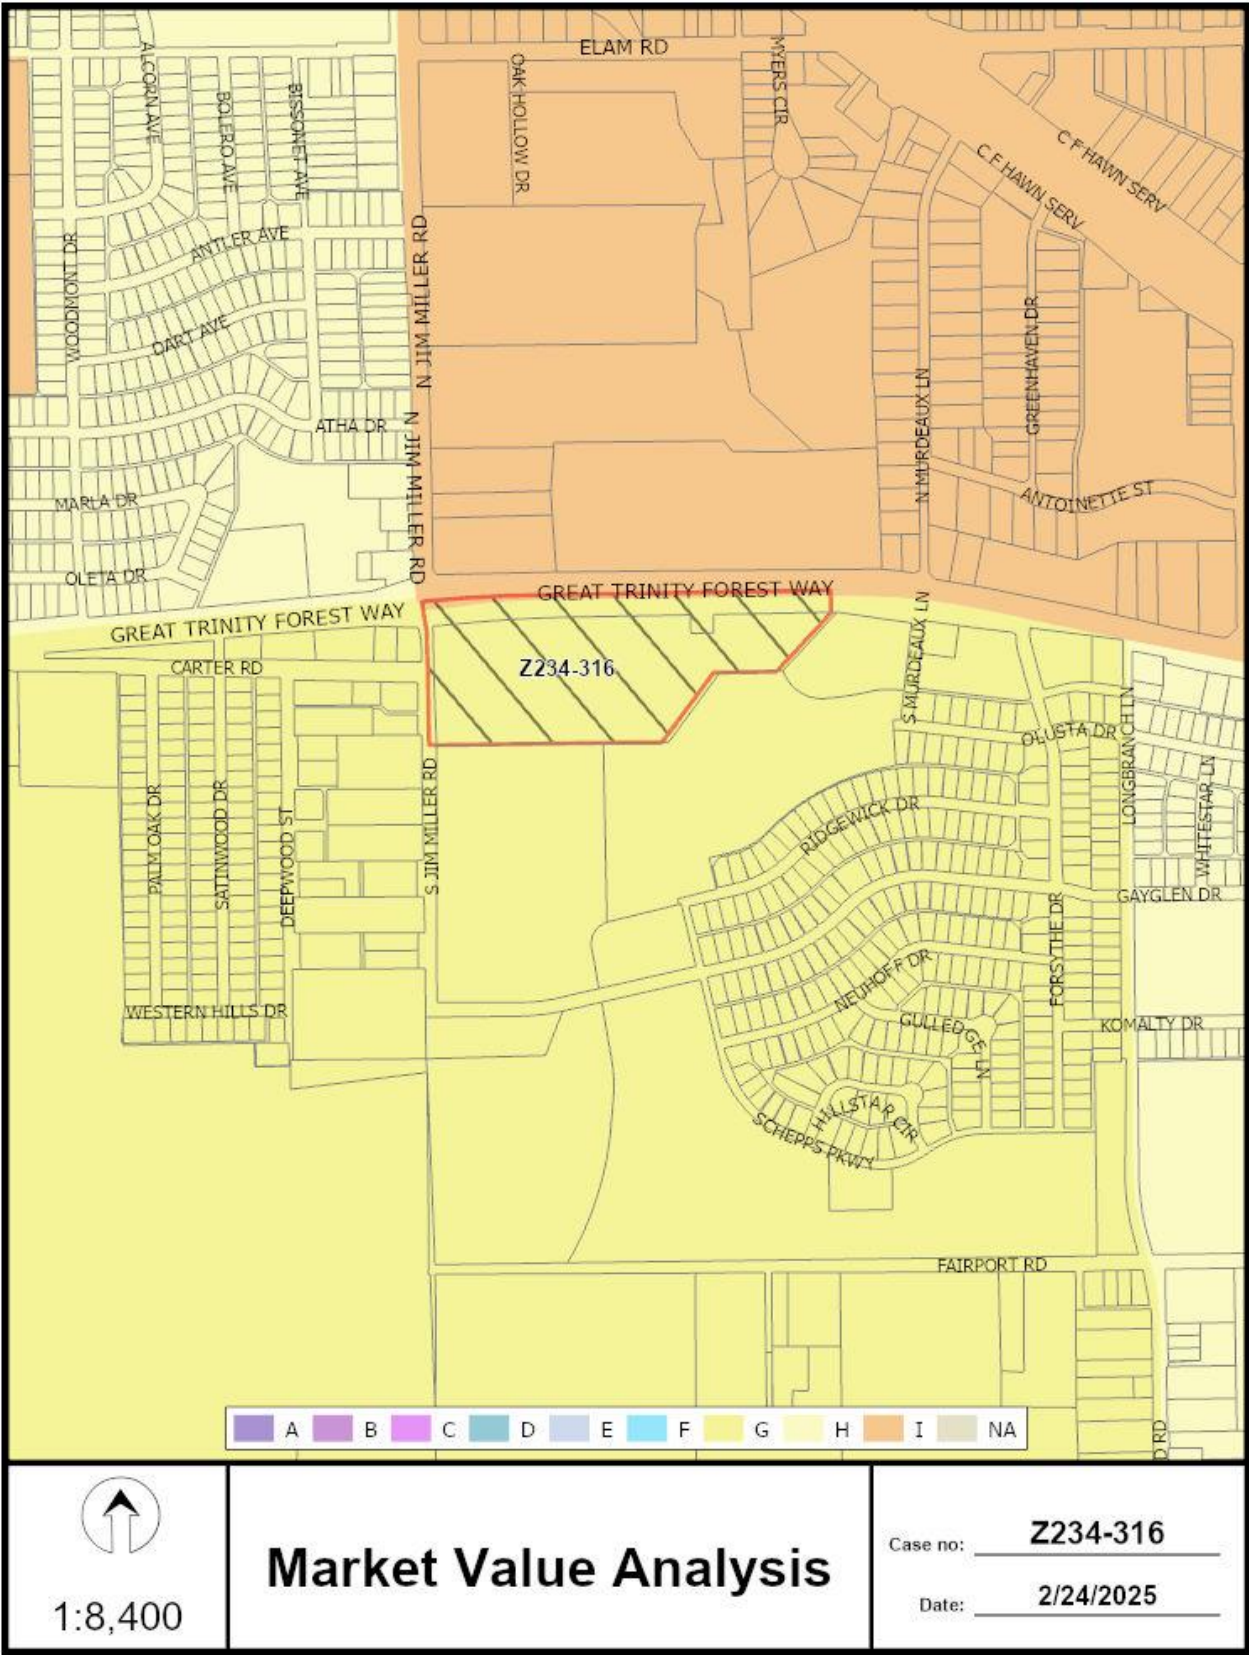 ELAM RD
ALCORN AVE
BOLERO AVE
BISSONET AVE
OAK HOLLOW DR
MYERS CIR
C F HAWN SERV
C F HAWN SERV
WOODMONT DR
ANTLER AVE
DART AVE
N JIM MILLER RD
GREENHAVEN DR
N MURDEAUX LN
ATHA DR
N JIM MILLER RD
MARLA DR
ANTOINETTE ST
OLETA DR
GREAT TRINITY FOREST WAY
GREAT TRINITY FOREST WAY
CARTER RD
Z234-316
S MURDEAUX LN
OLUSTA DR
LONGBRANCH LN
WHITESTAR LN
PALM OAK DR
SATINWOOD DR
DEEPWOOD ST
S JIM MILLER RD
RIDGEWICK DR
GAYGLEN DR
FORSYTHE DR
NEUHOFF DR
WESTERN HILLS DR
GULLEDGE LN
KOMALTY DR
HILLSTAR CIR
SCHEPPS PKWY
FAIRPORT RD
D RD
A B C D E F G H I NA
1:8,400
Market Value Analysis
Case no: Z234-316
Date: 2/24/2025